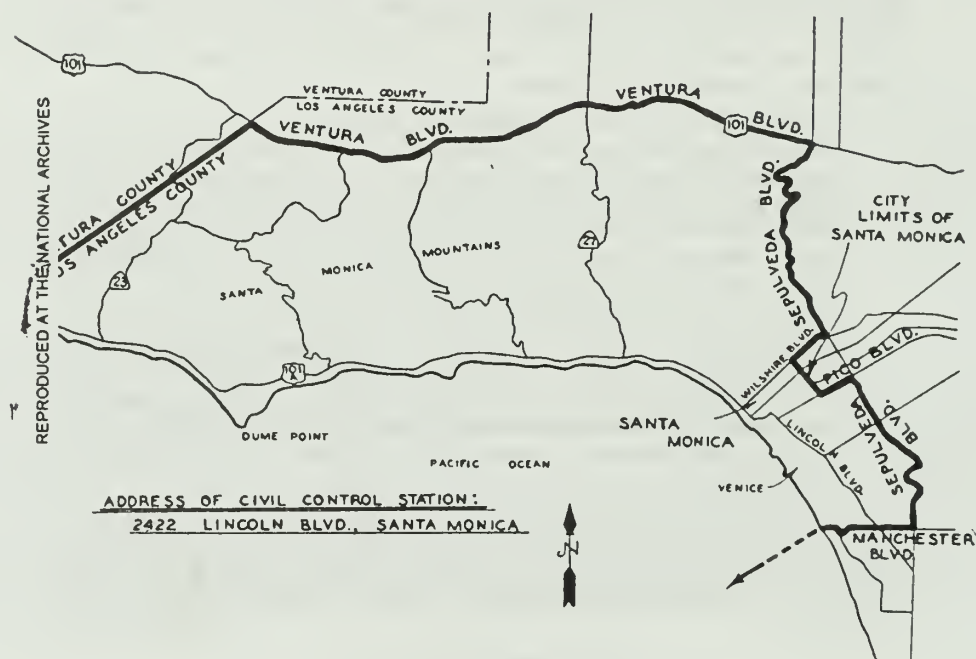 REPRODUCED AT THE NATIONAL ARCHIVES
101
VENTURA COUNTY
LOS ANGELES COUNTY
VENTURA BLVD.
VENTURA BLVD.
101
TURA COUNTY
OS ANGELES COUNTY
23
SANTA MONICA MOUNTAINS
27
SEPULVEDA BLVD.
CITY
LIMITS OF
SANTA MONICA
WILSHIRE BLVD.
PICO BLVD.
101
A
DUME POINT
SANTA
MONICA
LINCOLN
BLVD
SEPULVEDA
BLVD.
PACIFIC OCEAN
VENICE
ADDRESS OF CIVIL CONTROL STATION:
2422 LINCOLN BLVD., SANTA MONICA
N
MANCHESTER
BLVD.